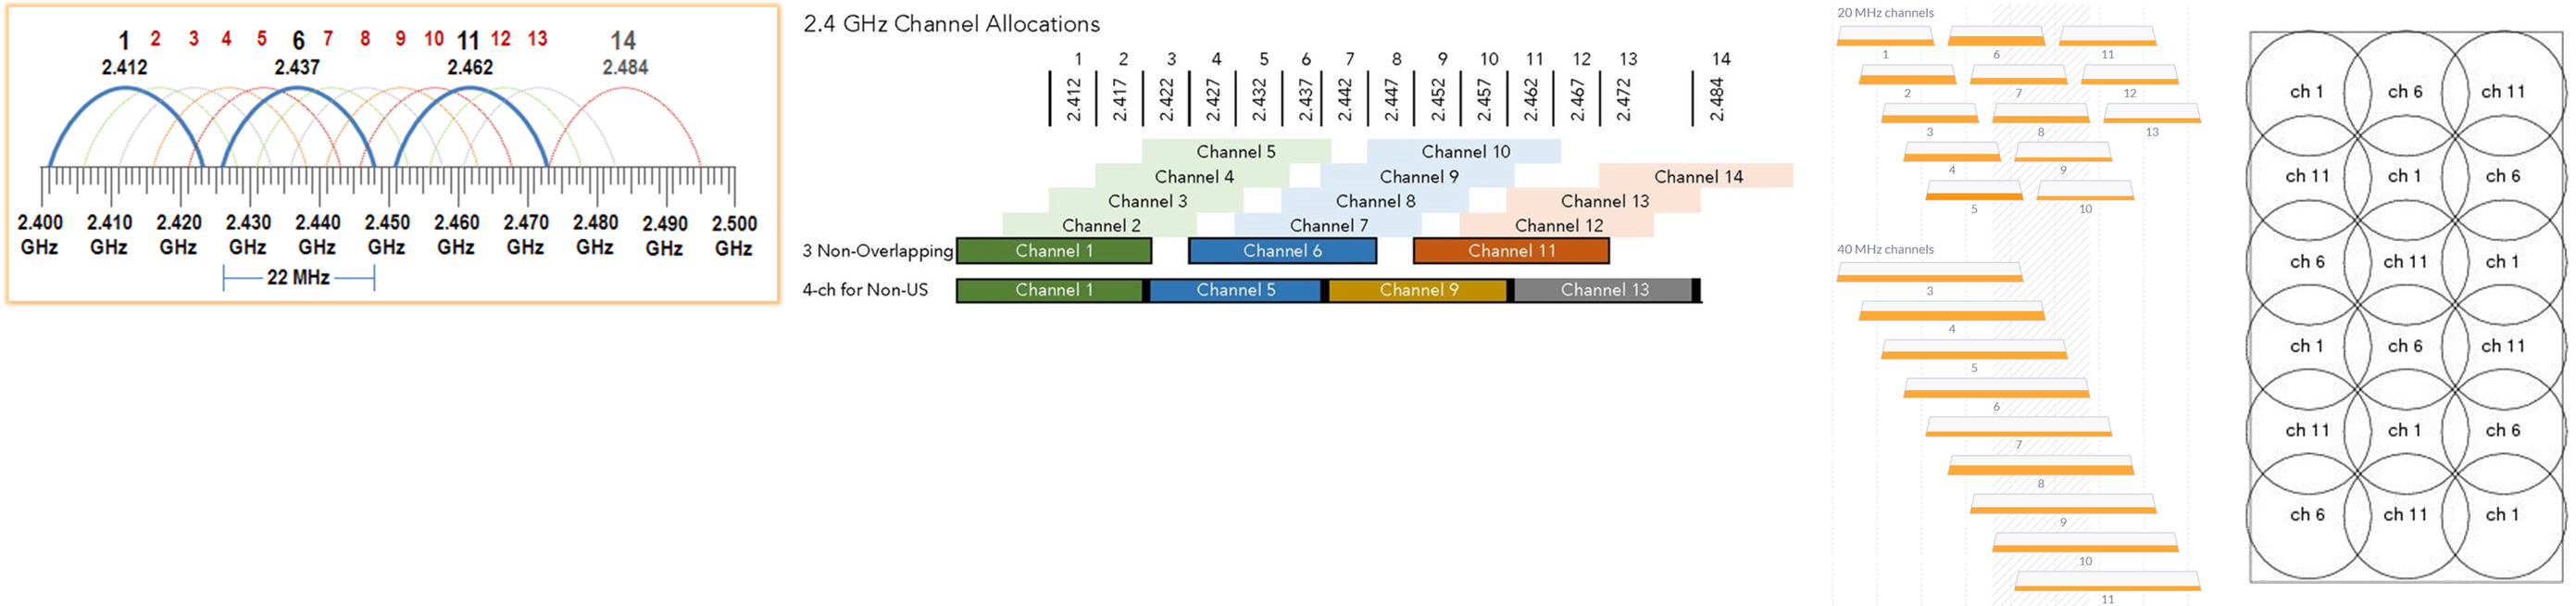 1 2 3 4 5 6 7 8 9 10 11 12 13 14
2.412 2.437 2.462 2.484
2.400 2.410 2.420 2.430 2.440 2.450 2.460 2.470 2.480 2.490 2.500
GHz GHz GHz GHz GHz GHz GHz GHz GHz GHz GHz
22 MHz
2.4 GHz Channel Allocations
1 2 3 4 5 6 7 8 9 10 11 12 13 14
2.412 2.417 2.422 2.427 2.432 2.437 2.442 2.447 2.452 2.457 2.462 2.467 2.472 2.484
Channel 5 Channel 10
Channel 4 Channel 9 Channel 14
Channel 3 Channel 8 Channel 13
Channel 2 Channel 7 Channel 12
3 Non-Overlapping Channel 1 Channel 6 Channel 11
4-ch for Non-US Channel 1 Channel 5 Channel 9 Channel 13
20 MHz channels
1 6 11
2 7 12
3 8 13
4 9
5 10
40 MHz channels
3
4
5
6
7
8
9
10
11
ch 1 ch 6 ch 11
ch 11 ch 1 ch 6
ch 6 ch 11 ch 1
ch 1 ch 6 ch 11
ch 11 ch 1 ch 6
ch 6 ch 11 ch 1